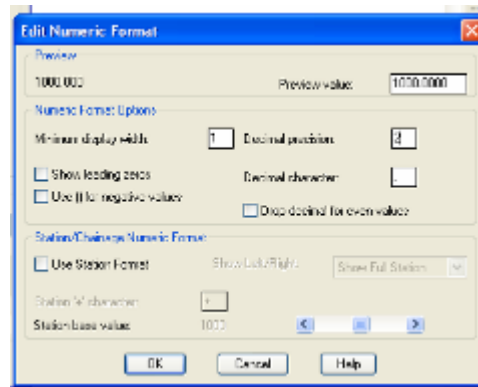 Edit Numeric Format
Preview
1000.000 Preview value: 1000.0000
Numeric Format Options
Minimum display width: 1 Decimal precision:
Show leading zeros Decimal character: .
Use () for negative values
Drop decimal for even values
Station/Chainage Numeric Format
Use Station Format Show Left/Right: Show Full Station
Station '+' character: +
Station base value: 1000
OK Cancel Help